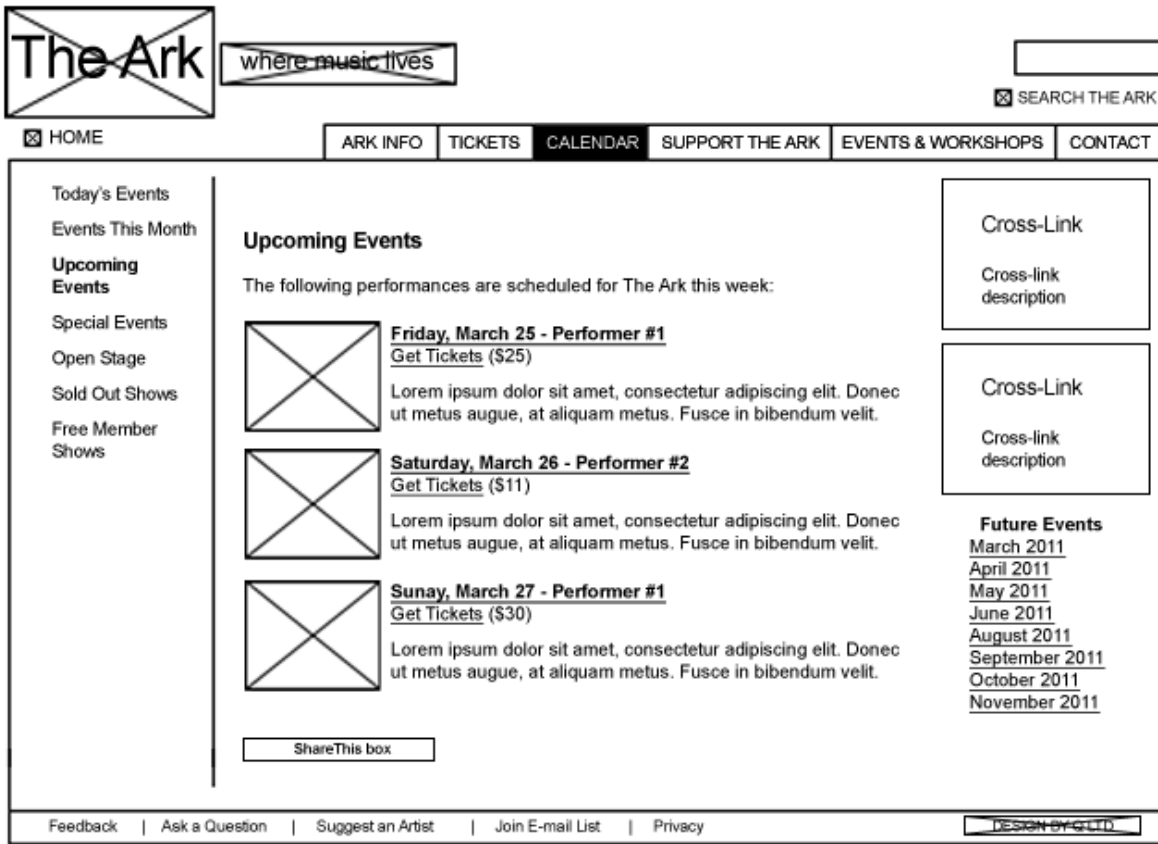 The Ark
where music lives
SEARCH THE ARK
HOME
ARK INFO
TICKETS
CALENDAR
SUPPORT THE ARK
EVENTS & WORKSHOPS
CONTACT
Today's Events
Events This Month
Upcoming
Events
Special Events
Open Stage
Sold Out Shows
Free Member
Shows
Upcoming Events
The following performances are scheduled for The Ark this week:
Friday, March 25 - Performer #1
Get Tickets ($25)
Lorem ipsum dolor sit amet, consectetur adipiscing elit. Donec
ut metus augue, at aliquam metus. Fusce in bibendum velit.
Saturday, March 26 - Performer #2
Get Tickets ($11)
Lorem ipsum dolor sit amet, consectetur adipiscing elit. Donec
ut metus augue, at aliquam metus. Fusce in bibendum velit.
Sunay, March 27 - Performer #1
Get Tickets ($30)
Lorem ipsum dolor sit amet, consectetur adipiscing elit. Donec
ut metus augue, at aliquam metus. Fusce in bibendum velit.
ShareThis box
Cross-Link
Cross-link
description
Cross-Link
Cross-link
description
Future Events
March 2011
April 2011
May 2011
June 2011
August 2011
September 2011
October 2011
November 2011
Feedback | Ask a Question | Suggest an Artist | Join E-mail List | Privacy
DESIGN BY Q LTD